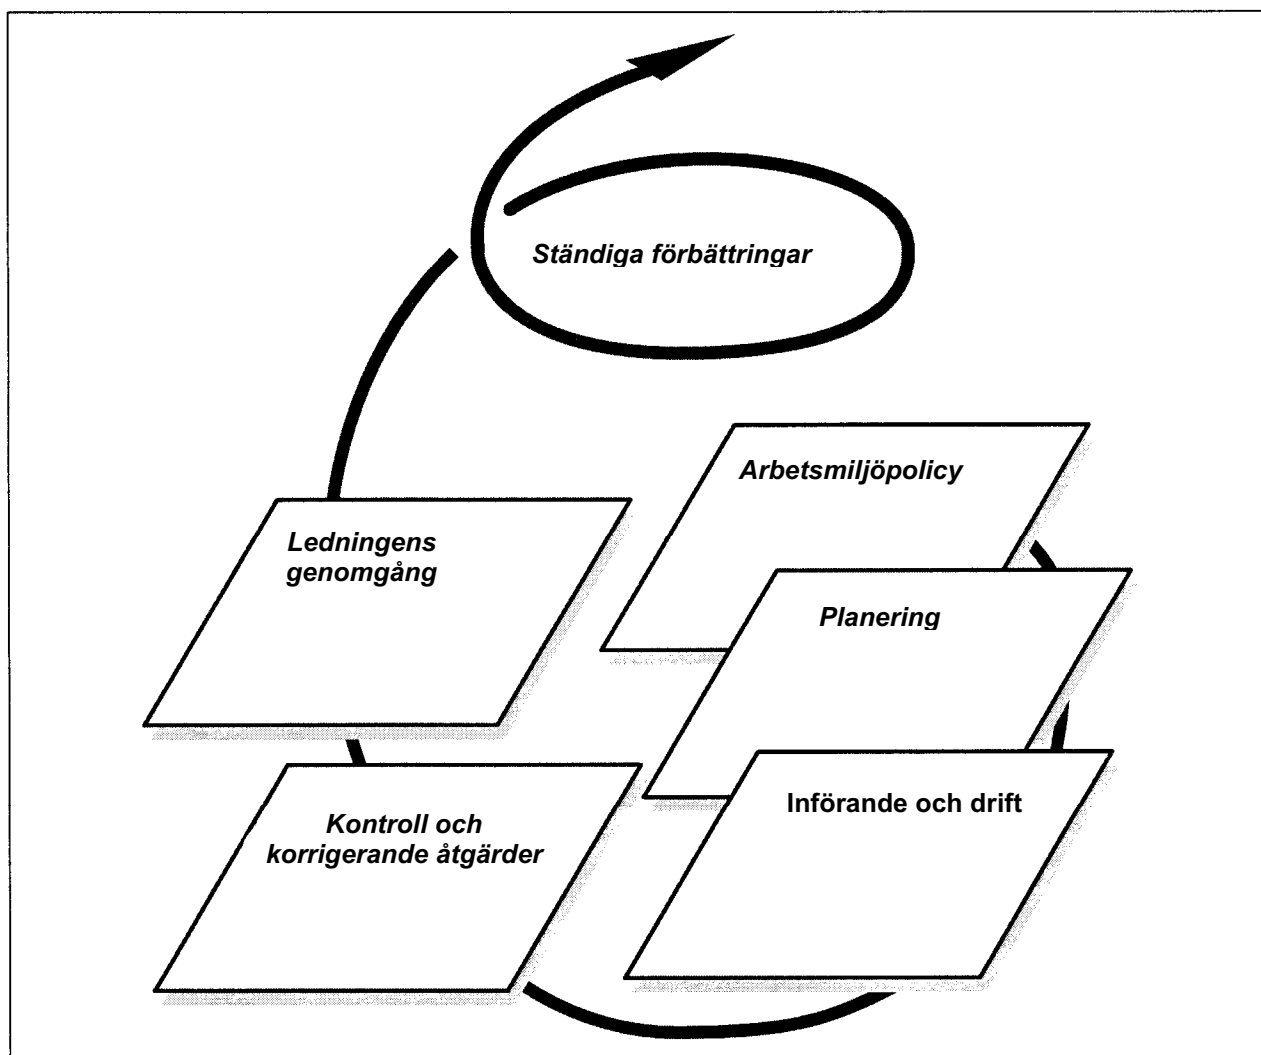 Ständiga förbättringar
Arbetsmiljöpolicy
Ledningens
genomgång
Planering
Införande och drift
Kontroll och
korrigerande åtgärder